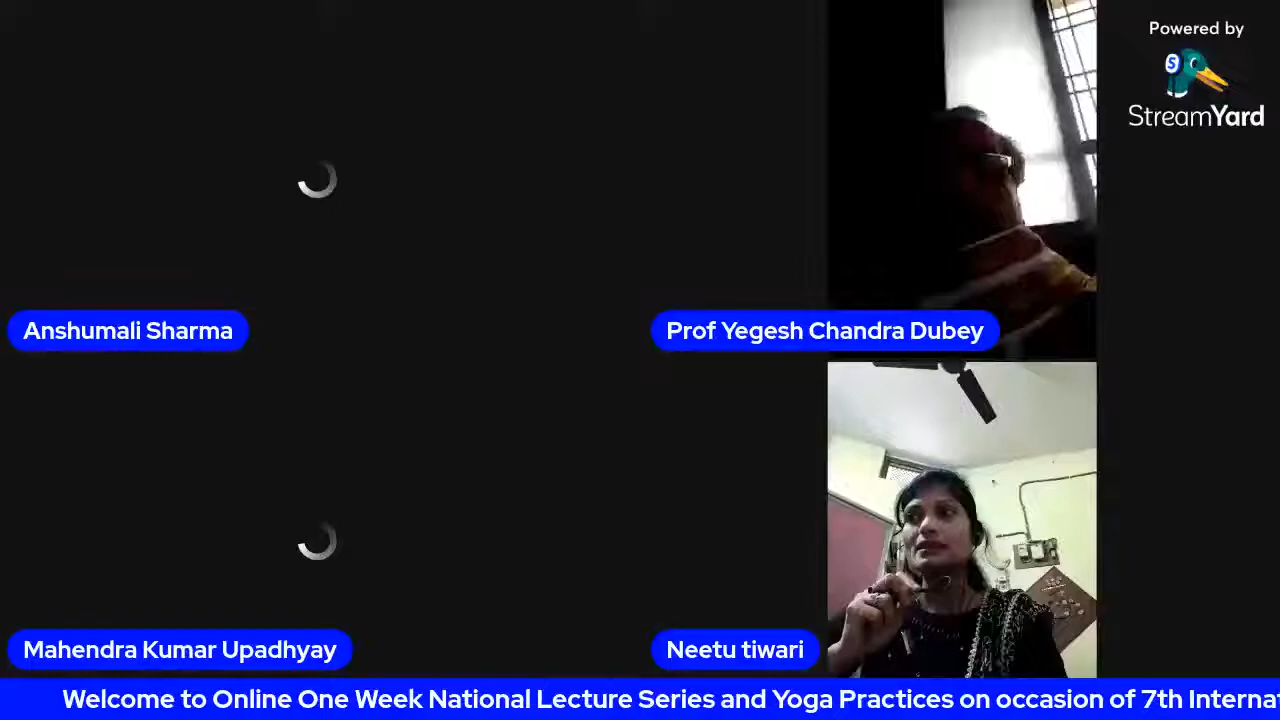 Powered by
S
StreamYard
Anshumali Sharma
Prof Yegesh Chandra Dubey
Mahendra Kumar Upadhyay
Neetu tiwari
Welcome to Online One Week National Lecture Series and Yoga Practices on occasion of 7th Interna